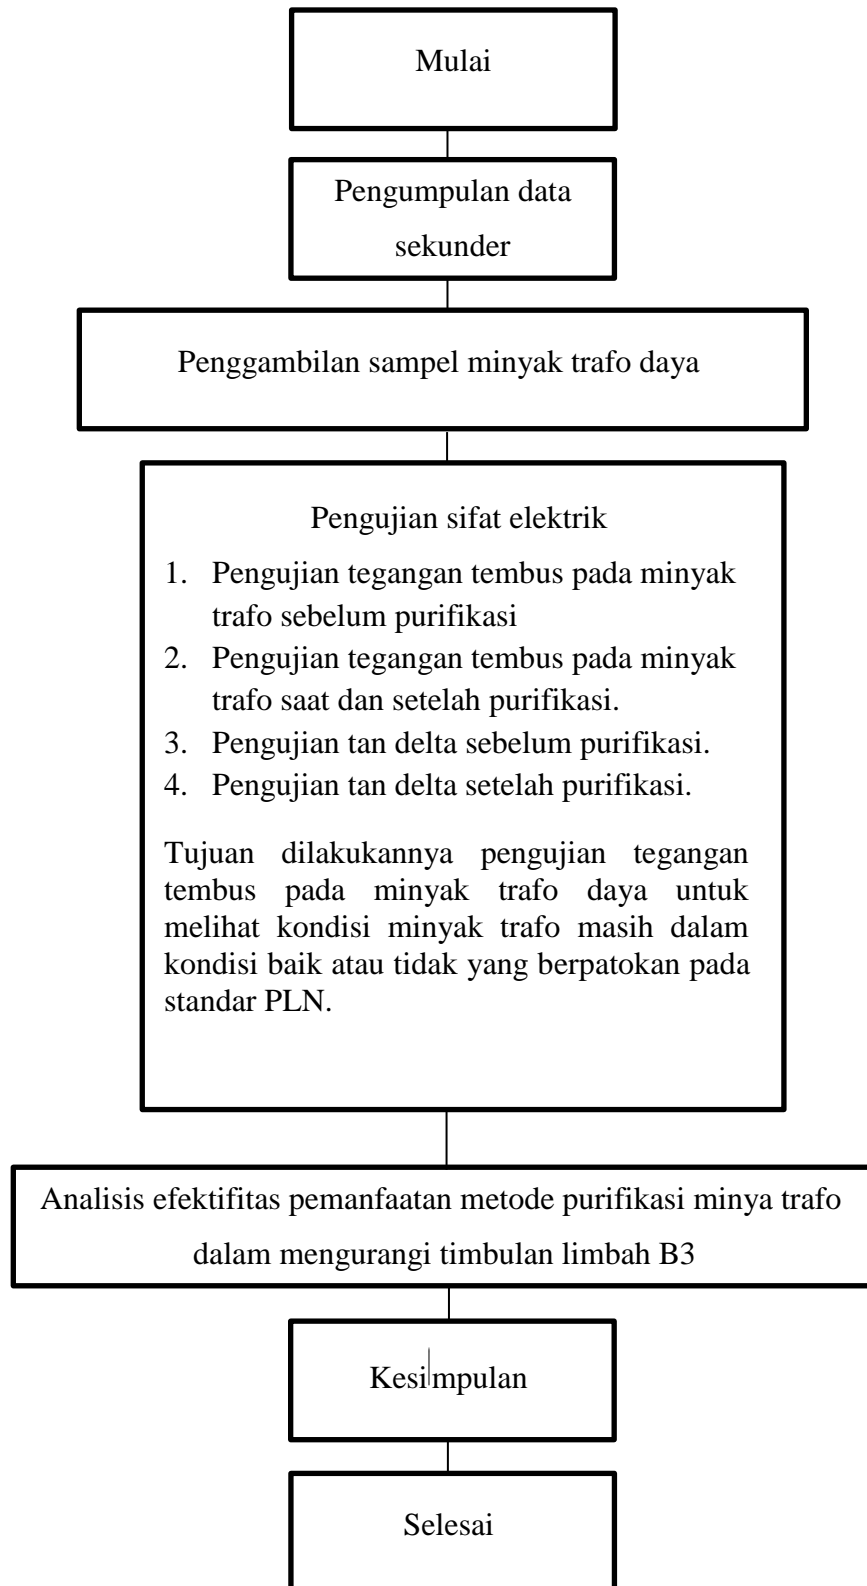 Mulai
Pengumpulan data
sekunder
Penggambilan sampel minyak trafo daya
Pengujian sifat elektrik
1. Pengujian tegangan tembus pada minyak
trafo sebelum purifikasi
2. Pengujian tegangan tembus pada minyak
trafo saat dan setelah purifikasi.
3. Pengujian tan delta sebelum purifikasi.
4. Pengujian tan delta setelah purifikasi.
Tujuan dilakukannya pengujian tegangan
tembus pada minyak trafo daya untuk
melihat kondisi minyak trafo masih dalam
kondisi baik atau tidak yang berpatokan pada
standar PLN.
Analisis efektifitas pemanfaatan metode purifikasi minya trafo
dalam mengurangi timbulan limbah B3
Kesimpulan
Selesai